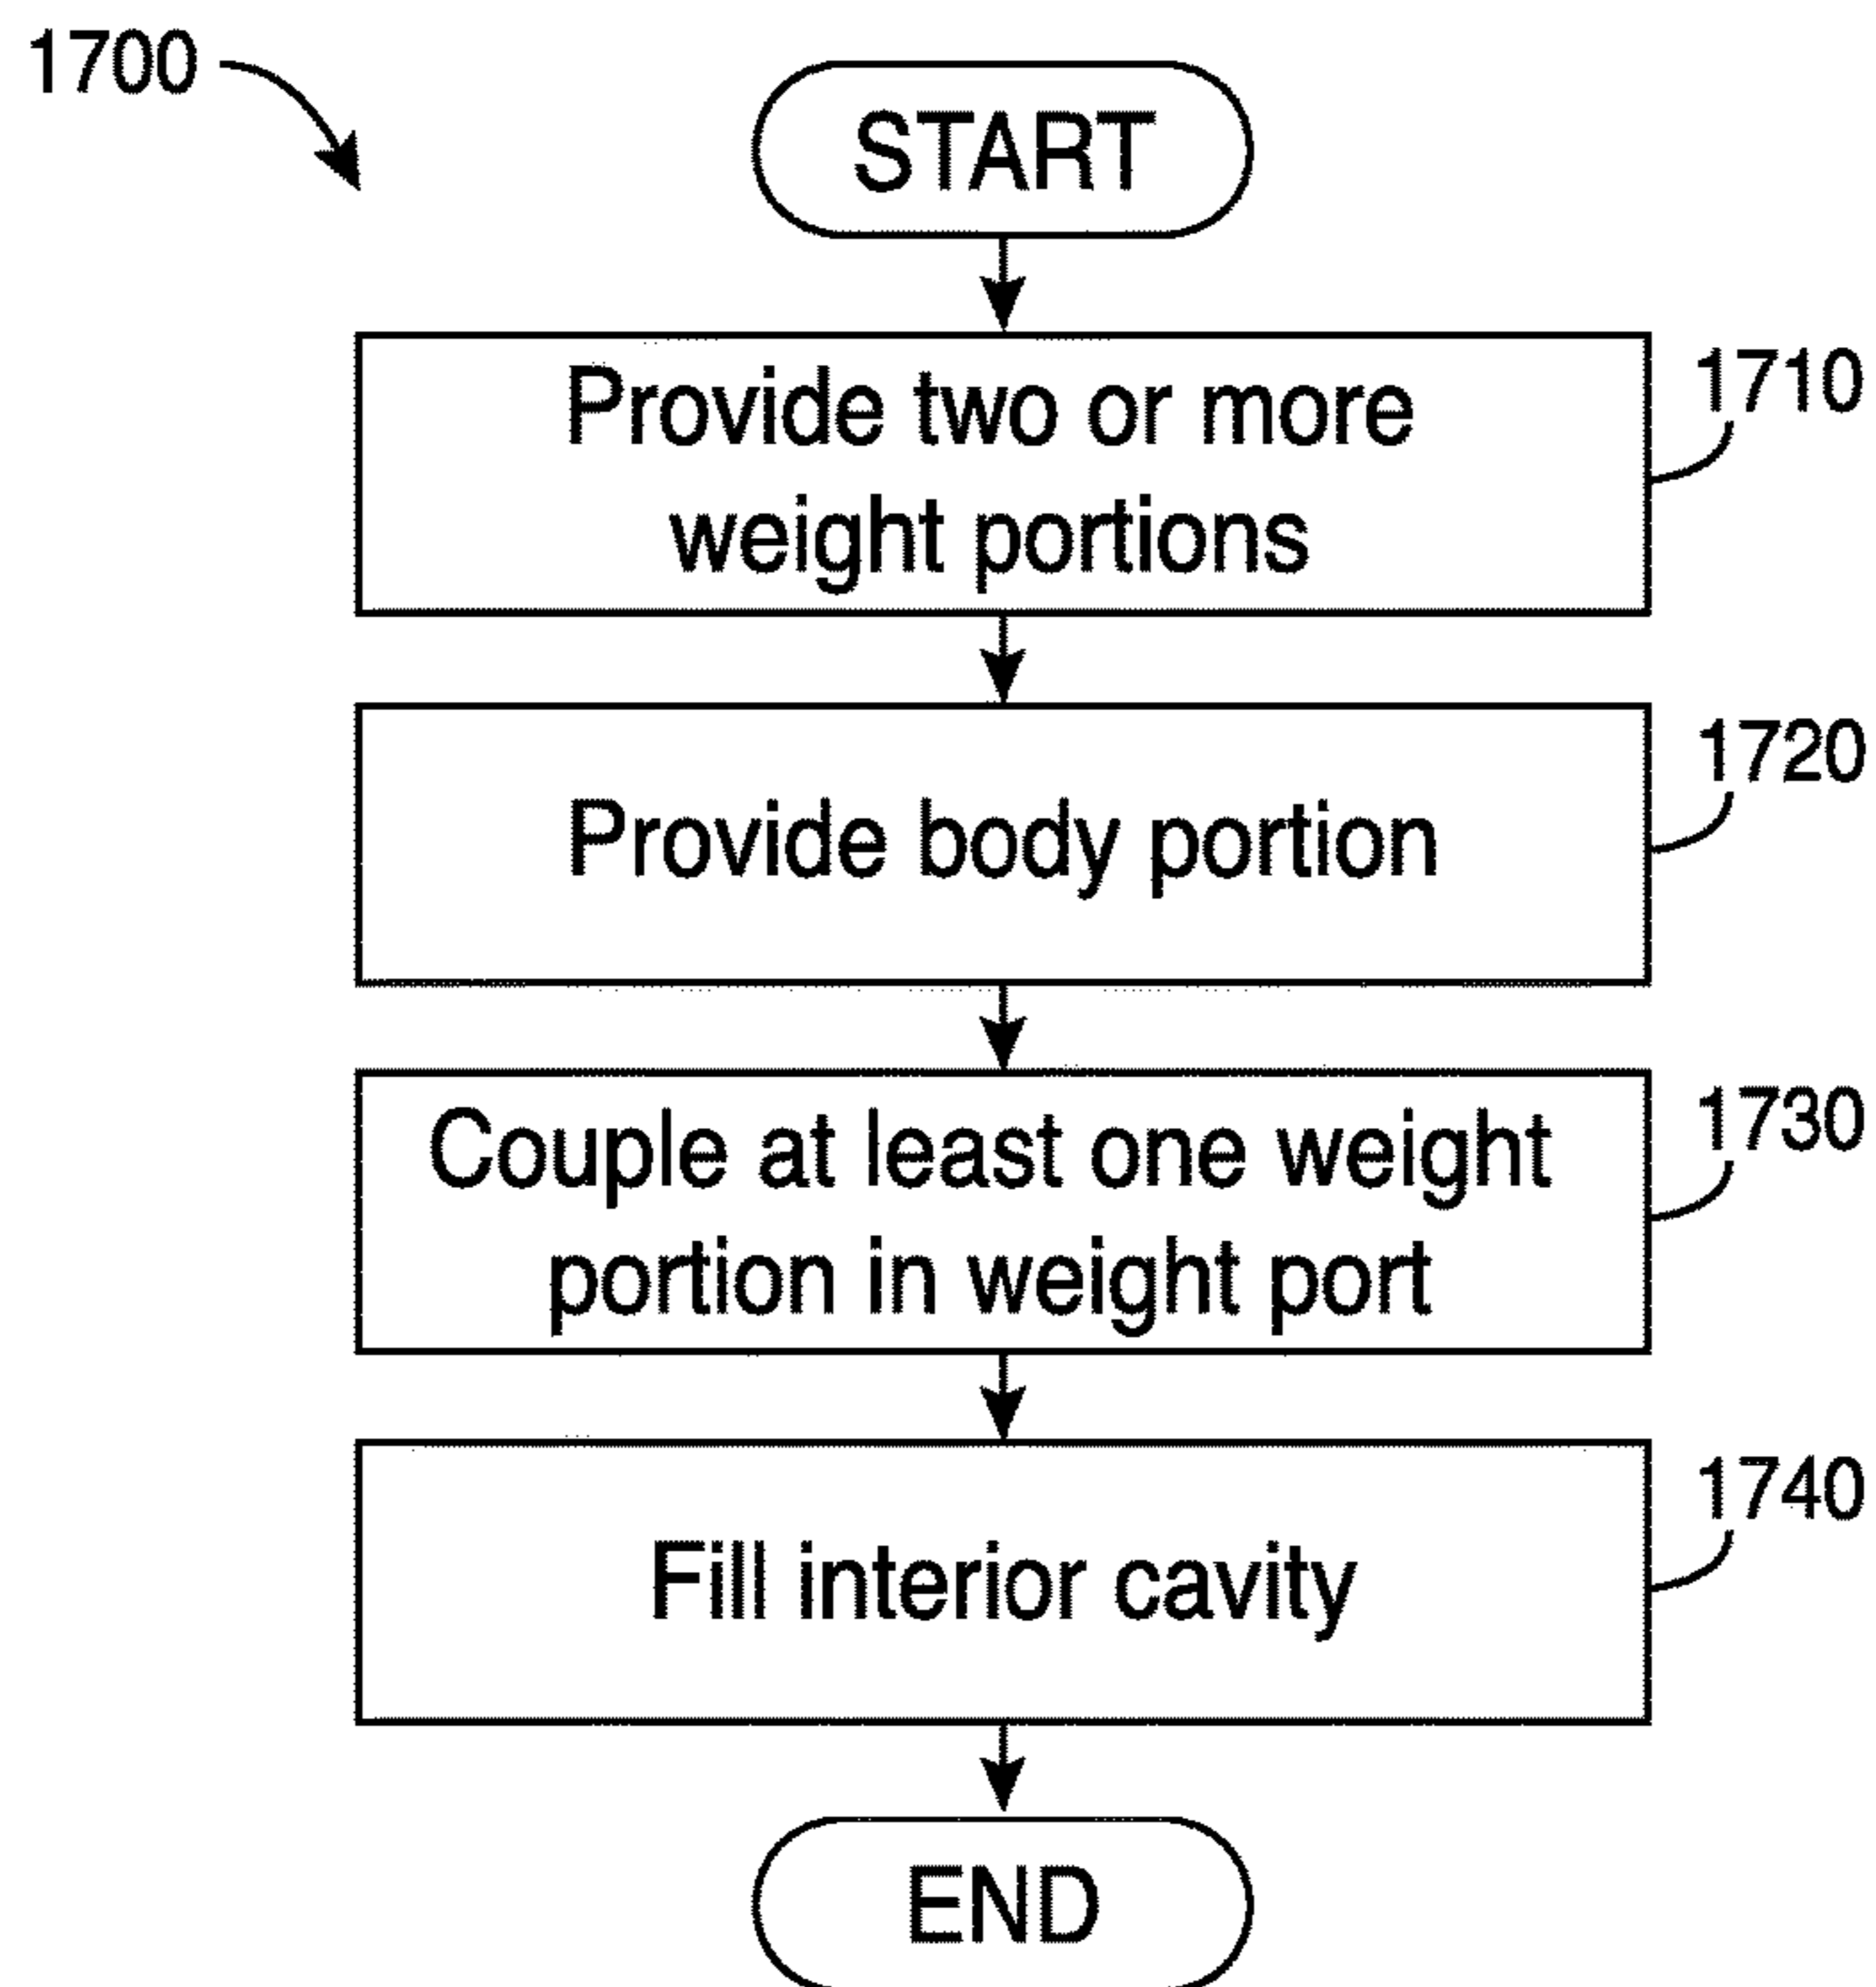 1700
START
Provide two or more
weight portions
1710
Provide body portion
1720
Couple at least one weight
portion in weight port
1730
Fill interior cavity
1740
END